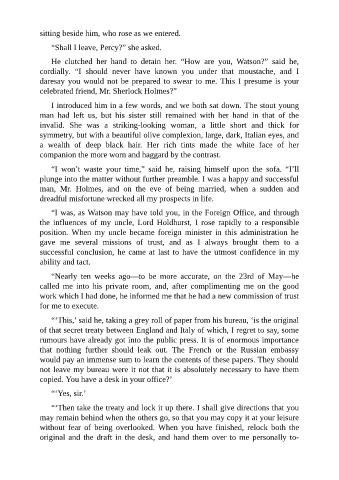 sitting beside him, who rose as we entered.
“Shall I leave, Percy?” she asked.
He clutched her hand to detain her. “How are you, Watson?” said he,
cordially. “I should never have known you under that moustache, and I
daresay you would not be prepared to swear to me. This I presume is your
celebrated friend, Mr. Sherlock Holmes?”
I introduced him in a few words, and we both sat down. The stout young
man had left us, but his sister still remained with her hand in that of the
invalid. She was a striking-looking woman, a little short and thick for
symmetry, but with a beautiful olive complexion, large, dark, Italian eyes, and
a wealth of deep black hair. Her rich tints made the white face of her
companion the more worn and haggard by the contrast.
“I won’t waste your time,” said he, raising himself upon the sofa. “I’ll
plunge into the matter without further preamble. I was a happy and successful
man, Mr. Holmes, and on the eve of being married, when a sudden and
dreadful misfortune wrecked all my prospects in life.
“I was, as Watson may have told you, in the Foreign Office, and through
the influences of my uncle, Lord Holdhurst, I rose rapidly to a responsible
position. When my uncle became foreign minister in this administration he
gave me several missions of trust, and as I always brought them to a
successful conclusion, he came at last to have the utmost confidence in my
ability and tact.
“Nearly ten weeks ago—to be more accurate, on the 23rd of May—he
called me into his private room, and, after complimenting me on the good
work which I had done, he informed me that he had a new commission of trust
for me to execute.
“‘This,’ said he, taking a grey roll of paper from his bureau, ‘is the original
of that secret treaty between England and Italy of which, I regret to say, some
rumours have already got into the public press. It is of enormous importance
that nothing further should leak out. The French or the Russian embassy
would pay an immense sum to learn the contents of these papers. They should
not leave my bureau were it not that it is absolutely necessary to have them
copied. You have a desk in your office?’
“‘Yes, sir.’
“‘Then take the treaty and lock it up there. I shall give directions that you
may remain behind when the others go, so that you may copy it at your leisure
without fear of being overlooked. When you have finished, relock both the
original and the draft in the desk, and hand them over to me personally to-